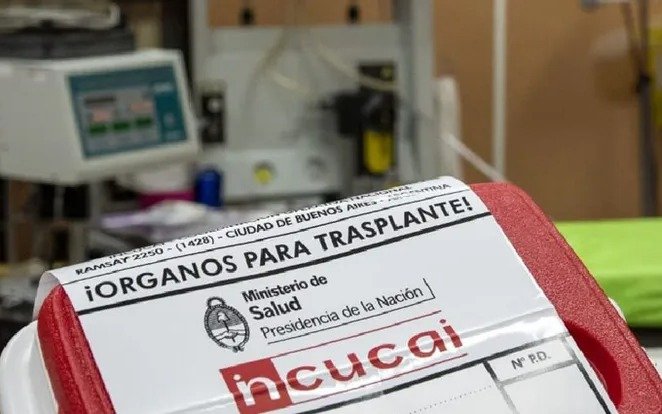 NACIONAL
ARGENTINA
RAMSAY 2250 - (1428) - CIUDAD DE BUENOS AIRES -
¡ORGANOS PARA TRASPLANTE!
Ministerio de
Salud
Presidencia de la Nación
incucai
N° P.D.